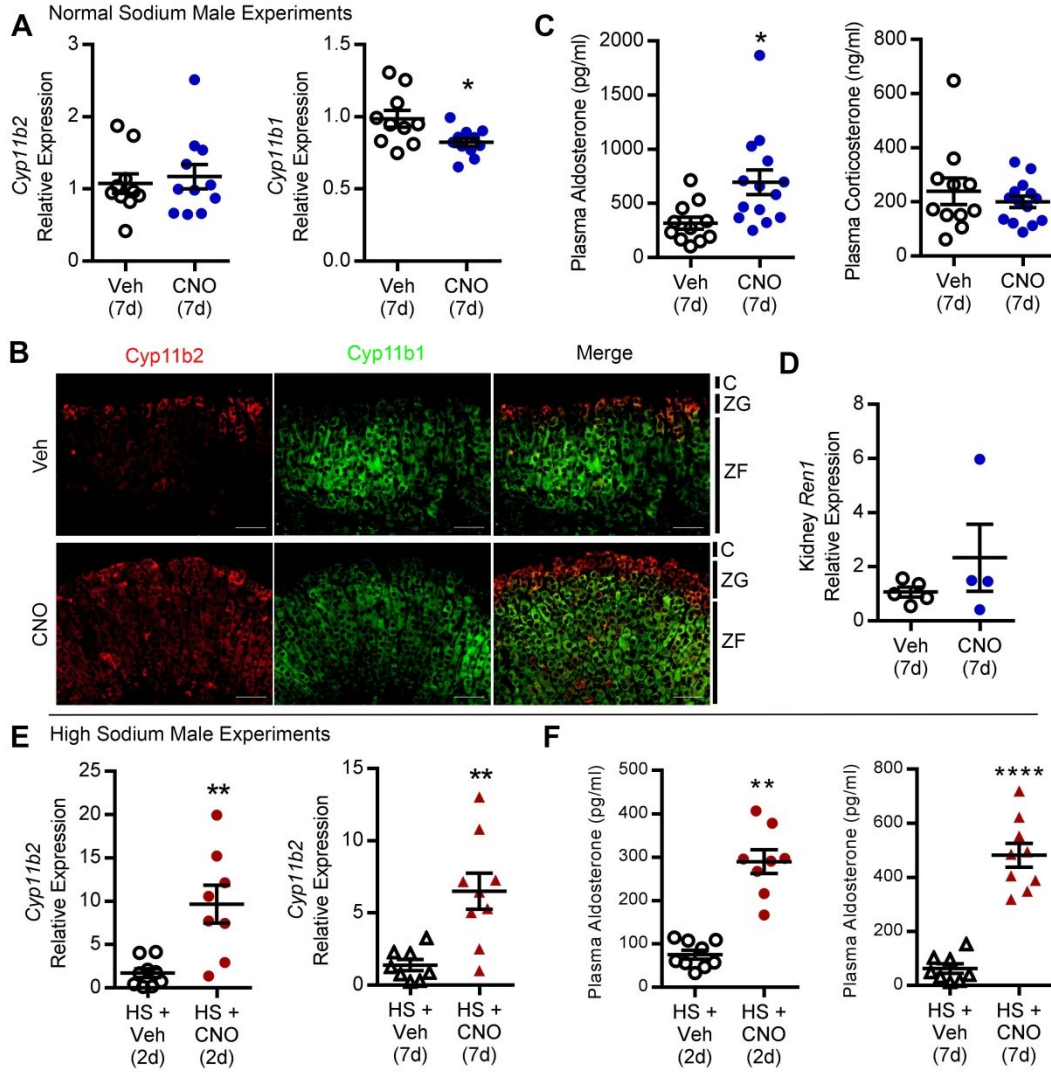 A Normal Sodium Male Experiments
Cyp11b2
Relative Expression
3
2
1
0
Veh
(7d)
CNO
(7d)
Cyp11b1
Relative Expression
1.5
1.0
0.5
0.0
*
Veh
(7d)
CNO
(7d)
C
Plasma Aldosterone (pg/ml)
2000
1500
1000
500
0
*
Veh
(7d)
CNO
(7d)
Plasma Corticosterone (ng/ml)
800
600
400
200
0
Veh
(7d)
CNO
(7d)
B
Cyp11b2 Cyp11b1 Merge
Veh
C
ZG
ZF
CNO
C
ZG
ZF
D
Kidney Ren1
Relative Expression
8
6
4
2
0
Veh
(7d)
CNO
(7d)
E High Sodium Male Experiments
Cyp11b2
Relative Expression
25
20
15
10
5
0
**
HS +
Veh
(2d)
HS +
CNO
(2d)
Cyp11b2
Relative Expression
15
10
5
0
**
HS +
Veh
(7d)
HS +
CNO
(7d)
F
Plasma Aldosterone (pg/ml)
500
400
300
200
100
0
**
HS +
Veh
(2d)
HS +
CNO
(2d)
Plasma Aldosterone (pg/ml)
800
600
400
200
0
****
HS +
Veh
(7d)
HS +
CNO
(7d)